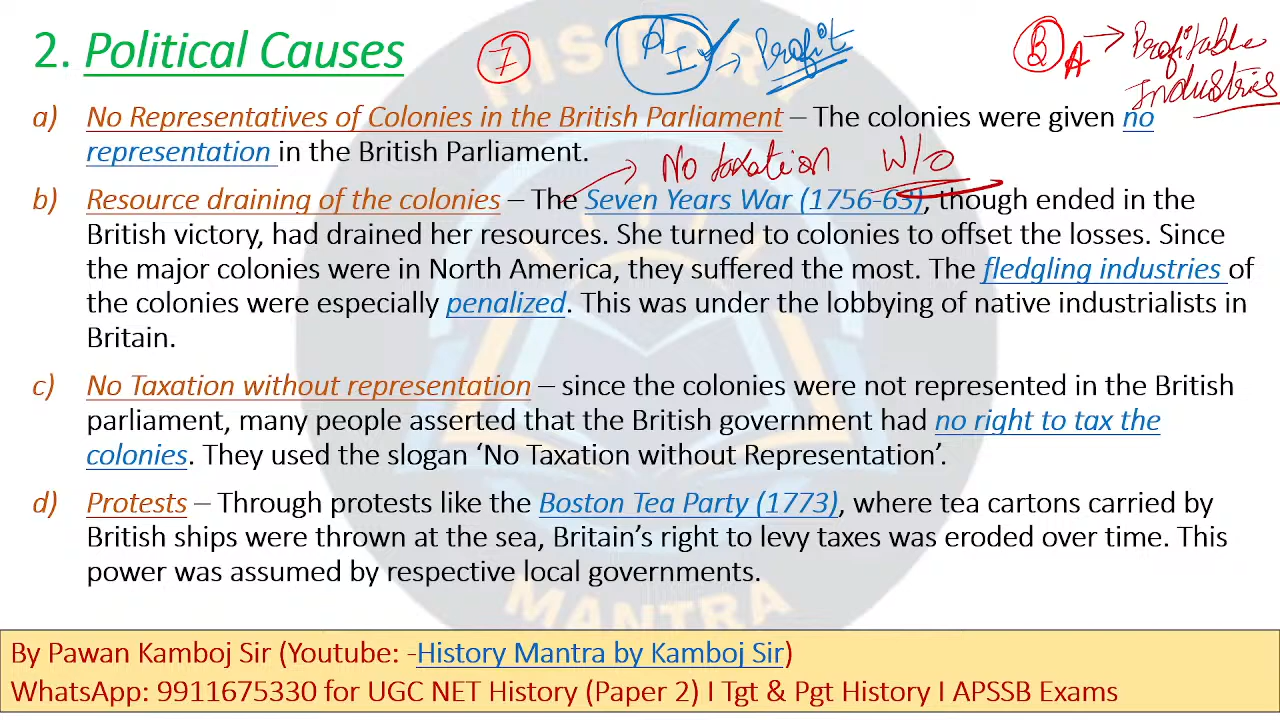 2. Political Causes
7
A I → Profit
B A → Profitable
Industries
a) No Representatives of Colonies in the British Parliament – The colonies were given no
representation in the British Parliament.
→ No taxation W/O
b) Resource draining of the colonies – The Seven Years War (1756-63), though ended in the
British victory, had drained her resources. She turned to colonies to offset the losses. Since
the major colonies were in North America, they suffered the most. The fledgling industries of
the colonies were especially penalized. This was under the lobbying of native industrialists in
Britain.
c) No Taxation without representation – since the colonies were not represented in the British
parliament, many people asserted that the British government had no right to tax the
colonies. They used the slogan ‘No Taxation without Representation’.
d) Protests – Through protests like the Boston Tea Party (1773), where tea cartons carried by
British ships were thrown at the sea, Britain’s right to levy taxes was eroded over time. This
power was assumed by respective local governments.
HISTORY
MANTRA
By Pawan Kamboj Sir (Youtube: -History Mantra by Kamboj Sir)
WhatsApp: 9911675330 for UGC NET History (Paper 2) I Tgt & Pgt History I APSSB Exams